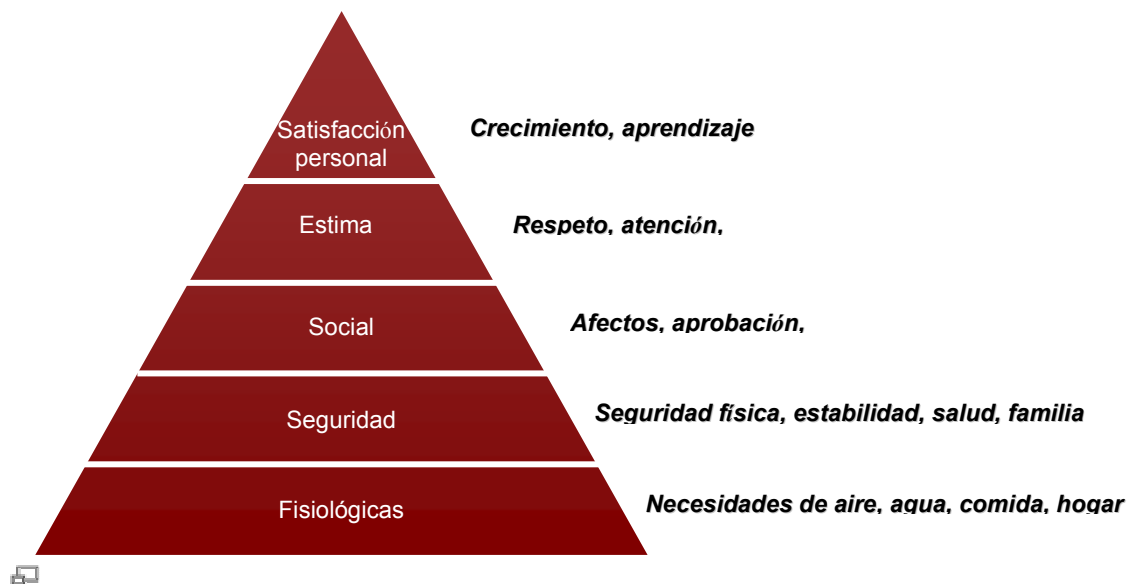 Satisfacción
personal
Crecimiento, aprendizaje
Estima
Respeto, atención,
Social
Afectos, aprobación,
Seguridad
Seguridad física, estabilidad, salud, familia
Fisiológicas
Necesidades de aire, agua, comida, hogar